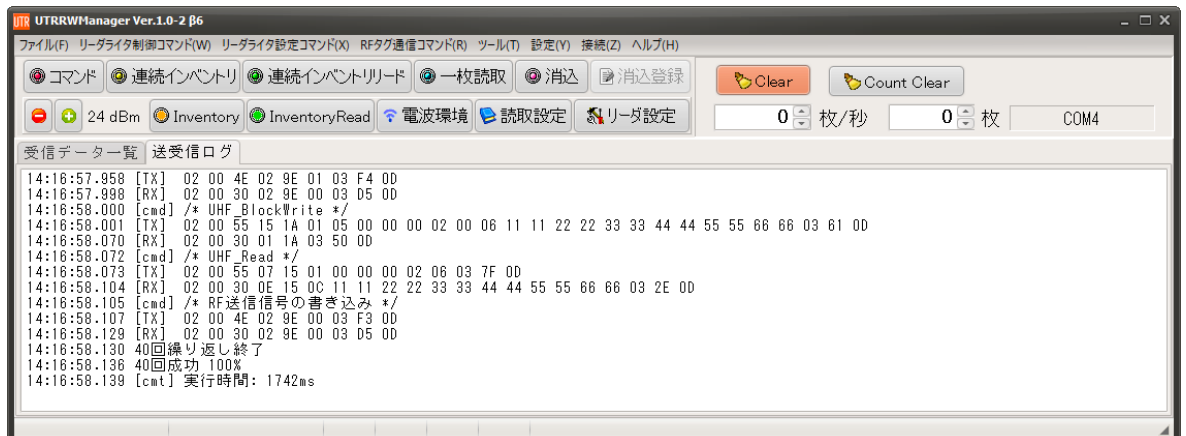 UTR UTRRWManager Ver.1.0-2 β6
ファイル(F) リーダライタ制御コマンド(W) リーダライタ設定コマンド(X) RFタグ通信コマンド(R) ツール(T) 設定(Y) 接続(Z) ヘルプ(H)
コマンド 連続インベントリ 連続インベントリリード 一枚読取 消込 消込登録 Clear Count Clear
24 dBm Inventory InventoryRead 電波環境 読取設定 リーダ設定 0 枚/秒 0 枚 COM4
受信データ一覧 送受信ログ
14:16:57.958 [TX] 02 00 4E 02 9E 01 03 F4 0D
14:16:57.998 [RX] 02 00 30 02 9E 00 03 D5 0D
14:16:58.000 [cmd] /* UHF_BlockWrite */
14:16:58.001 [TX] 02 00 55 15 1A 01 05 00 00 00 02 00 06 11 11 22 22 33 33 44 44 55 55 66 66 03 61 0D
14:16:58.070 [RX] 02 00 30 01 1A 03 50 0D
14:16:58.072 [cmd] /* UHF_Read */
14:16:58.073 [TX] 02 00 55 07 15 01 00 00 00 02 06 03 7F 0D
14:16:58.104 [RX] 02 00 30 0E 15 0C 11 11 22 22 33 33 44 44 55 55 66 66 03 2E 0D
14:16:58.105 [cmd] /* RF送信信号の書き込み */
14:16:58.107 [TX] 02 00 4E 02 9E 00 03 F3 0D
14:16:58.129 [RX] 02 00 30 02 9E 00 03 D5 0D
14:16:58.130 40回繰り返し終了
14:16:58.136 40回成功 100%
14:16:58.139 [cmt] 実行時間: 1742ms